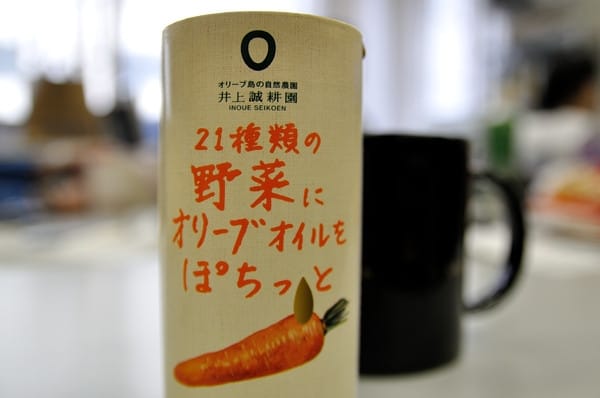 オリーブ島の自然農園
井上誠耕園
INOUE SEIKOEN
21種類の
野菜に
オリーブオイルを
ぽちっと